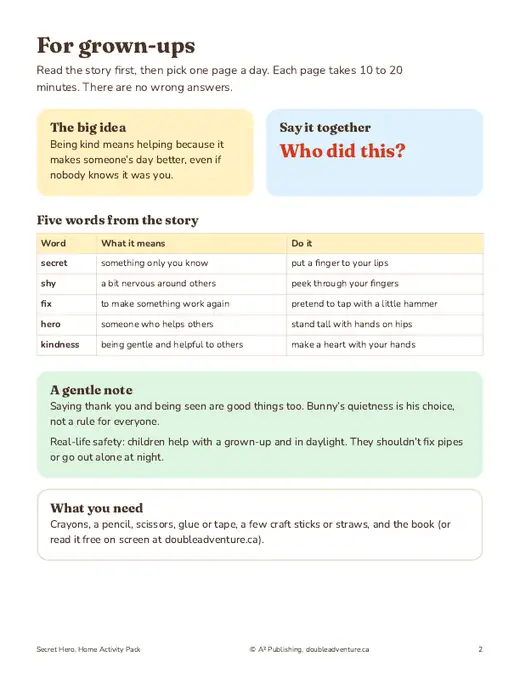 For grown-ups
Read the story first, then pick one page a day. Each page takes 10 to 20
minutes. There are no wrong answers.
The big idea
Being kind means helping because it
makes someone's day better, even if
nobody knows it was you.
Say it together
Who did this?
Five words from the story
Word What it means Do it
secret something only you know put a finger to your lips
shy a bit nervous around others peek through your fingers
fix to make something work again pretend to tap with a little hammer
hero someone who helps others stand tall with hands on hips
kindness being gentle and helpful to others make a heart with your hands
A gentle note
Saying thank you and being seen are good things too. Bunny's quietness is his choice,
not a rule for everyone.
Real-life safety: children help with a grown-up and in daylight. They shouldn't fix pipes
or go out alone at night.
What you need
Crayons, a pencil, scissors, glue or tape, a few craft sticks or straws, and the book (or
read it free on screen at doubleadventure.ca).
Secret Hero. Home Activity Pack © A² Publishing, doubleadventure.ca 2